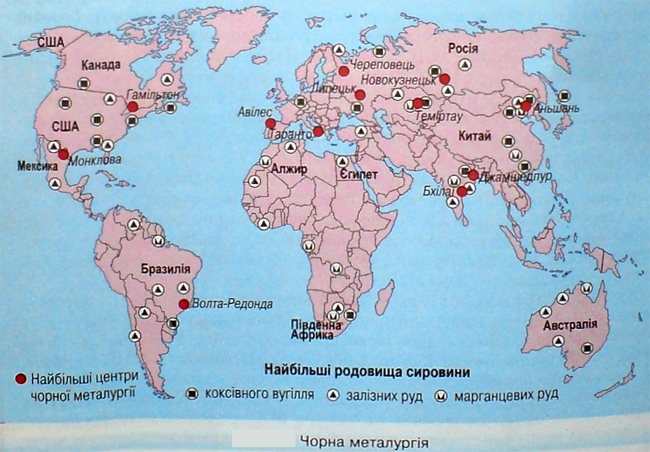 США
Канада
Гамільтон
США
Мексика
Монклова
Бразилія
Волта-Редонда
Росія
Череповець
Новокузнецьк
Липецьк
Авілес
Таранто
Теміртау
Аньшань
Китай
Алжир
Єгипет
Джамшедпур
Бхілаї
Південна
Африка
Австралія
Найбільші родовища сировини
Найбільші центри
чорної металургії
коксівного вугілля
залізних руд
марганцевих руд
Чорна металургія